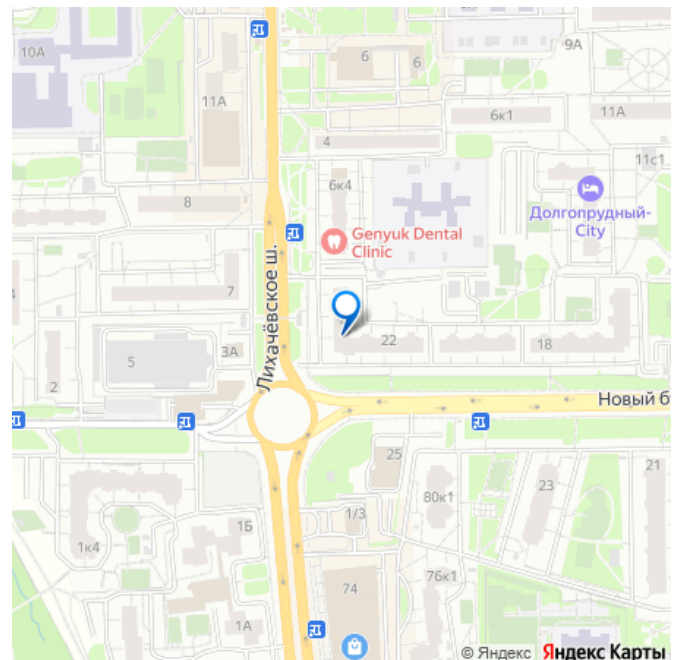 10А
6
6
9А
11А
6к1
11А
4
11с1
6к4
8
Долгопрудный-
City
Genyuk Dental
Clinic
Лихачёвское ш.
7
22
18
3А
5
2
Новый б
25
21
23
80к1
1/3
1Б
1к4
76к1
74
1А
© Яндекс Яндекс Карты